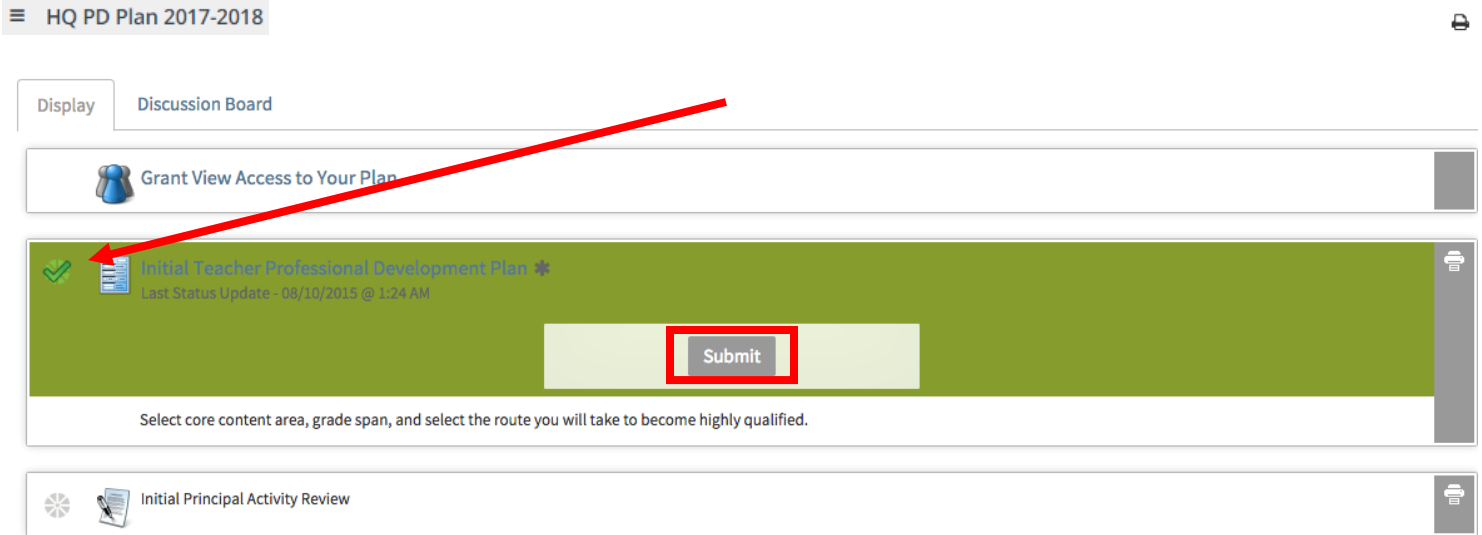 HQ PD Plan 2017-2018
Display
Discussion Board
Grant View Access to Your Plan
Initial Teacher Professional Development Plan *
Last Status Update - 08/10/2015 @ 1:24 AM
Submit
Select core content area, grade span, and select the route you will take to become highly qualified.
Initial Principal Activity Review